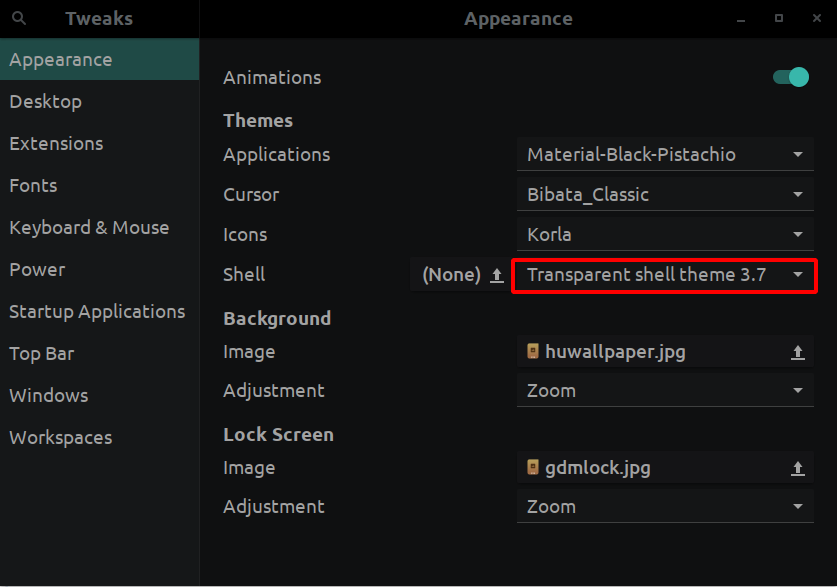 Tweaks
Appearance
Appearance
Desktop
Extensions
Fonts
Keyboard & Mouse
Power
Startup Applications
Top Bar
Windows
Workspaces
Animations
Themes
Applications Material-Black-Pistachio
Cursor Bibata_Classic
Icons Korla
Shell (None) Transparent shell theme 3.7
Background
Image huwallpaper.jpg
Adjustment Zoom
Lock Screen
Image gdmlock.jpg
Adjustment Zoom